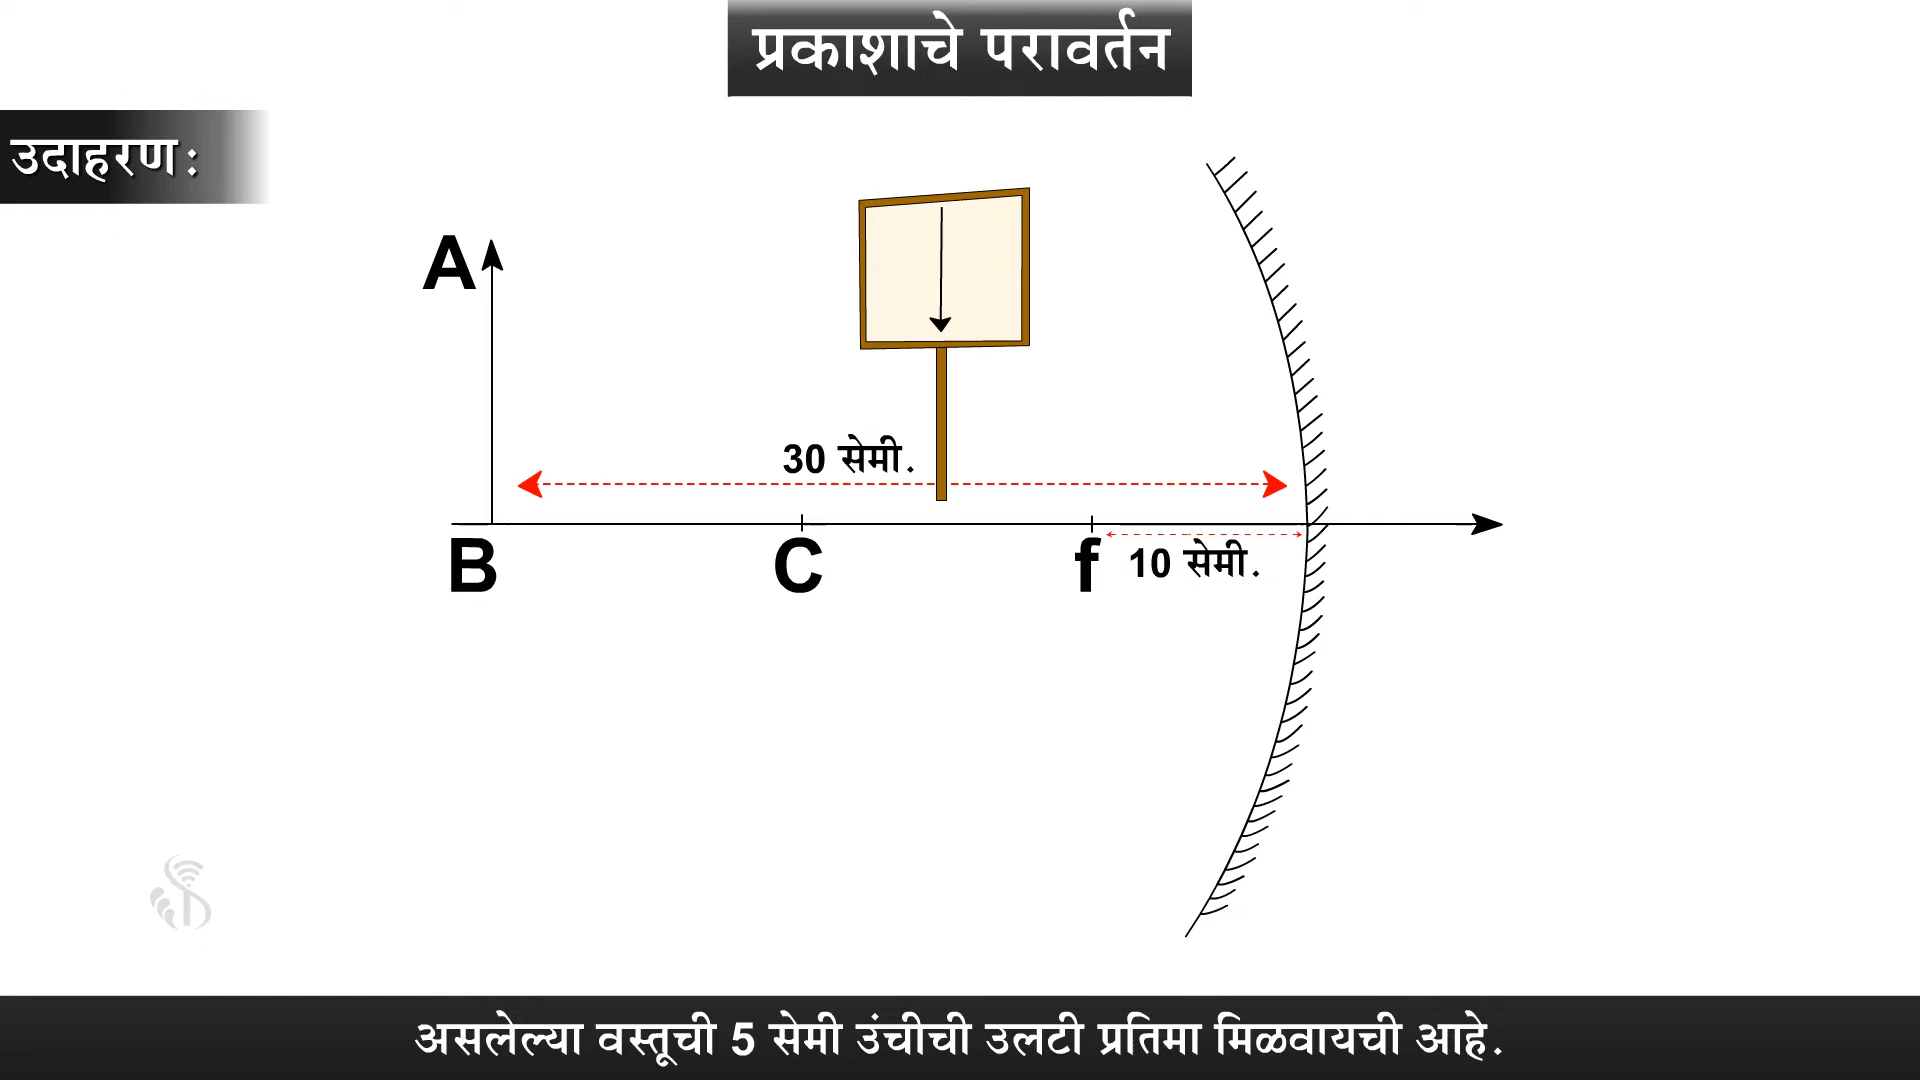 प्रकाशाचे परावर्तन
उदाहरण:
A
30 सेमी.
B
C
f
10 सेमी.
असलेल्या वस्तूची 5 सेमी उंचीची उलटी प्रतिमा मिळवायची आहे.